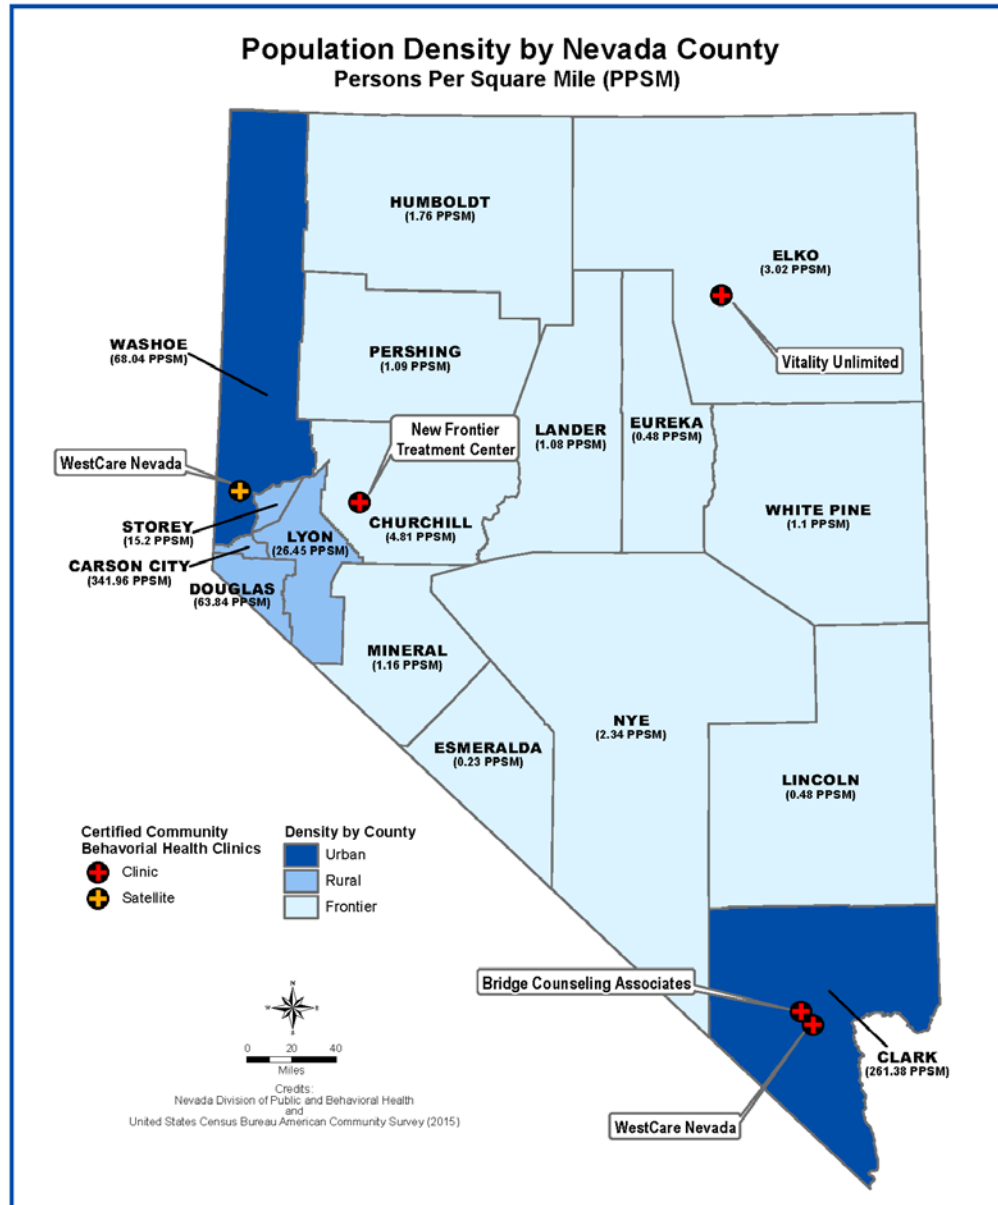 Population Density by Nevada County
Persons Per Square Mile (PPSM)
HUMBOLDT
(1.76 PPSM)
ELKO
(3.02 PPSM)
WASHOE
(68.04 PPSM)
PERSHING
(1.09 PPSM)
Vitality Unlimited
New Frontier
Treatment Center
LANDER
(1.08 PPSM)
EUREKA
(0.48 PPSM)
WestCare Nevada
WHITE PINE
(1.1 PPSM)
STOREY
(15.2 PPSM)
LYON
(26.45 PPSM)
CHURCHILL
(4.81 PPSM)
CARSON CITY
(341.96 PPSM)
DOUGLAS
(63.84 PPSM)
MINERAL
(1.16 PPSM)
NYE
(2.34 PPSM)
ESMERALDA
(0.23 PPSM)
LINCOLN
(0.48 PPSM)
Certified Community
Behavorial Health Clinics
Clinic
Satellite
Density by County
Urban
Rural
Frontier
Bridge Counseling Associates
CLARK
(261.38 PPSM)
WestCare Nevada
N
W E
S
0 20 40
Miles
Credits:
Nevada Division of Public and Behavioral Health
and
United States Census Bureau American Community Survey (2015)